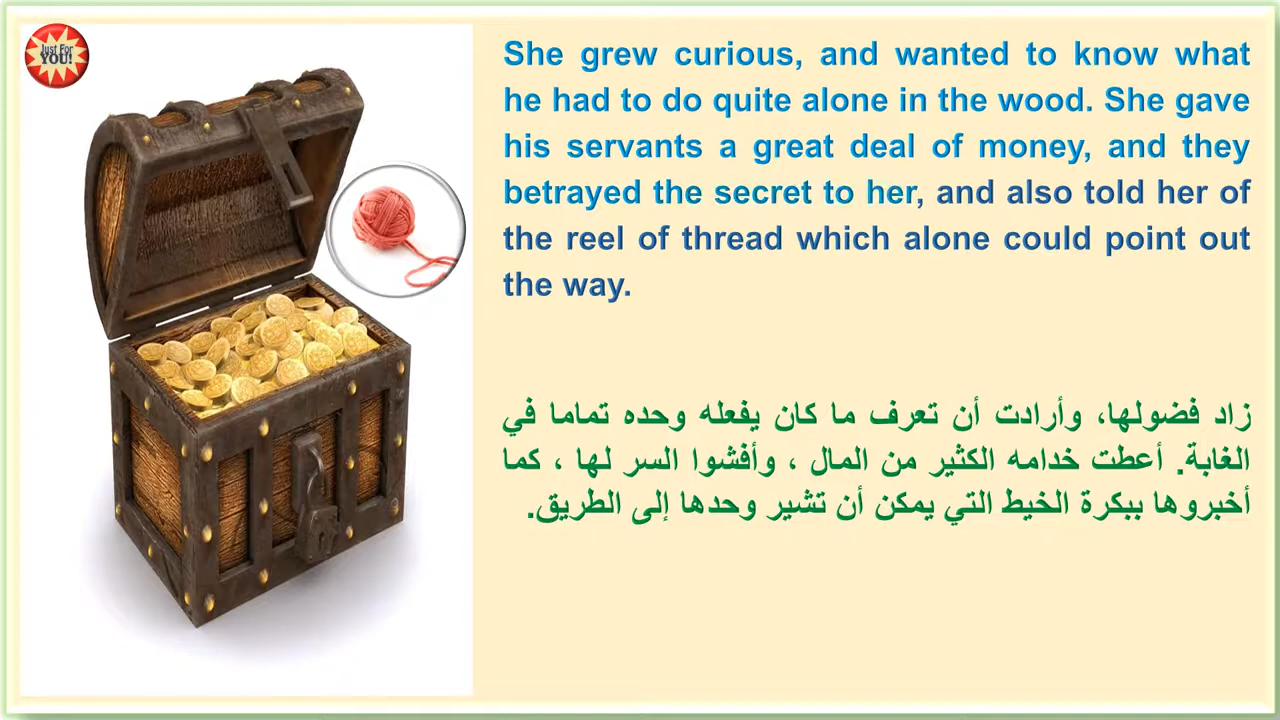 Just For
YOU!
She grew curious, and wanted to know what
he had to do quite alone in the wood. She gave
his servants a great deal of money, and they
betrayed the secret to her, and also told her of
the reel of thread which alone could point out
the way.
زاد فضولها، وأرادت أن تعرف ما كان يفعله وحده تماما في
الغابة. أعطت خدامه الكثير من المال ، وأفشوا السر لها ، كما
أخبروها ببكرة الخيط التي يمكن أن تشير وحدها إلى الطريق.